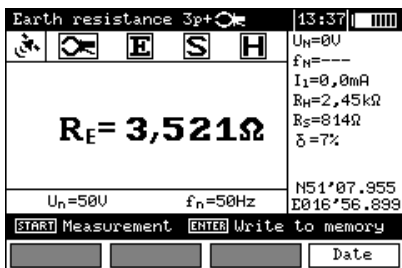 Earth resistance 3p+ 13:37
E S H
RE= 3,521Ω
Un=50V fn=50Hz
UN=0V
fN=---
I1=0,0mA
RH=2,45kΩ
RS=814Ω
δ=7%
N51'07.955
E016'56.899
START Measurement ENTER Write to memory
Date